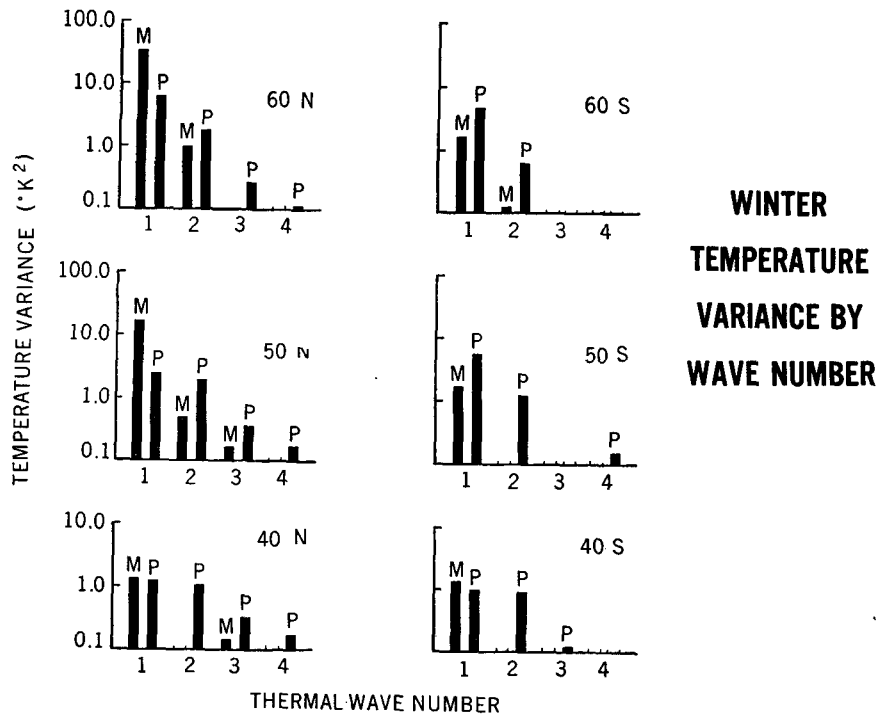 TEMPERATURE VARIANCE (°K²)
100.0
10.0
1.0
0.1
M
P
M
P
P
P
60 N
1 2 3 4
M
P
M
P
60 S
1 2 3 4
100.0
10.0
1.0
0.1
M
P
M
P
M
P
P
50 N
1 2 3 4
M
P
P
P
50 S
1 2 3 4
10.0
1.0
0.1
M
P
P
M
P
P
40 N
1 2 3 4
M
P
P
P
40 S
1 2 3 4
THERMAL WAVE NUMBER
WINTER
TEMPERATURE
VARIANCE BY
WAVE NUMBER